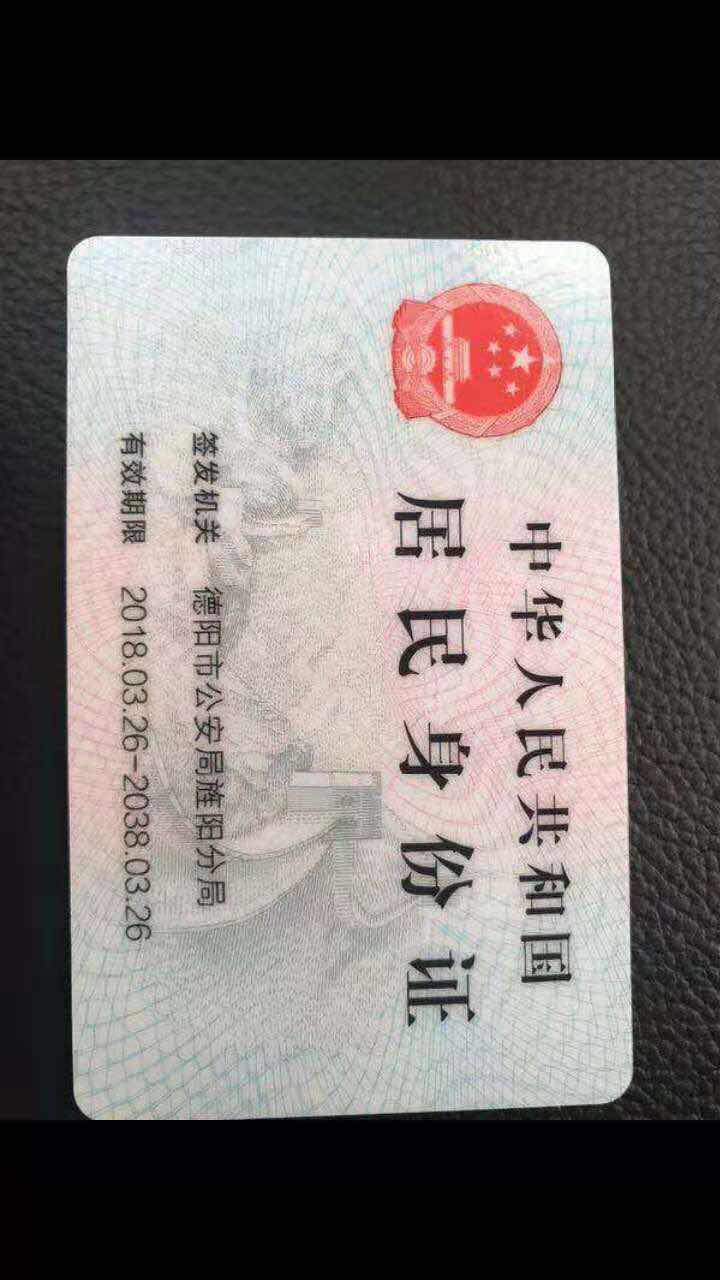 中华人民共和国
居民身份证
签发机关 德阳市公安局旌阳分局
有效期限 2018.03.26-2038.03.26